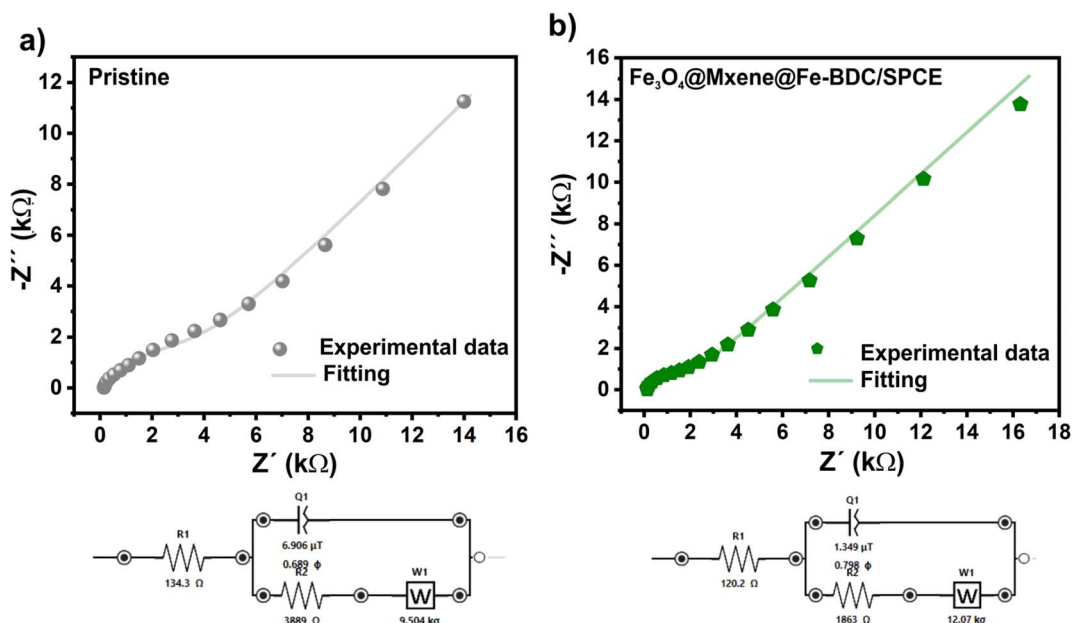 a)
Pristine
12
10
8
6
4
2
0
-Z´´ (kΩ)
Experimental data
Fitting
0 2 4 6 8 10 12 14 16
Z´ (kΩ)
b)
Fe₃O₄@Mxene@Fe-BDC/SPCE
16
14
12
10
8
6
4
2
0
-Z´´ (kΩ)
Experimental data
Fitting
0 2 4 6 8 10 12 14 16 18
Z´ (kΩ)
R1
134.3 Ω
Q1
6.906 µT
0.689 ϕ
R2
3889 Ω
W1
W
9.504 kσ
R1
120.2 Ω
Q1
1.349 µT
0.798 ϕ
R2
1863 Ω
W1
W
12.07 kσ